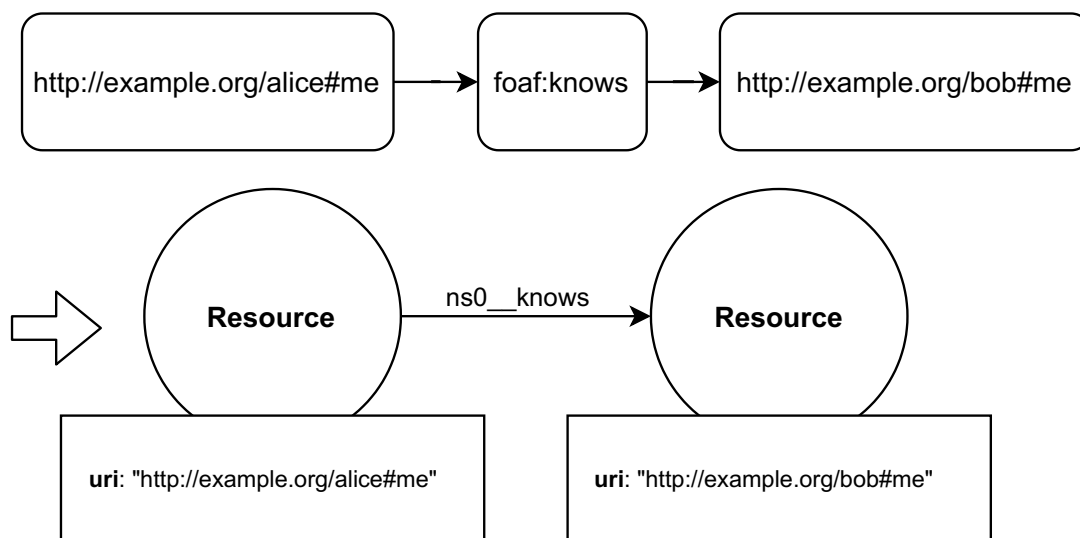 http://example.org/alice#me
foaf:knows
http://example.org/bob#me
ns0__knows
Resource
Resource
uri: "http://example.org/alice#me"
uri: "http://example.org/bob#me"